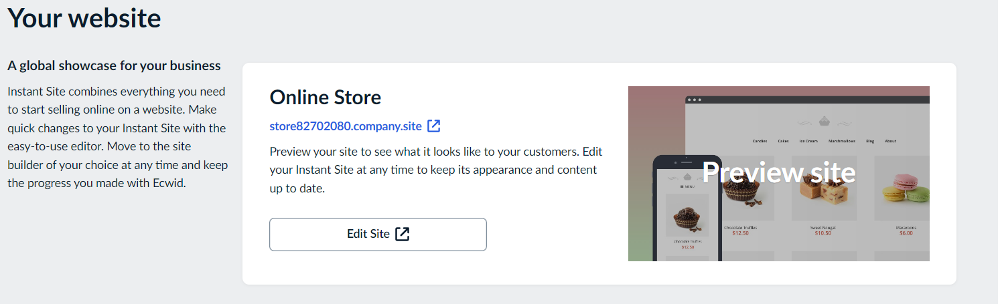 Your website
A global showcase for your business
Instant Site combines everything you need
to start selling online on a website. Make
quick changes to your Instant Site with the
easy-to-use editor. Move to the site
builder of your choice at any time and keep
the progress you made with Ecwid.
Online Store
store82702080.company.site
Preview your site to see what it looks like to your customers. Edit
your Instant Site at any time to keep its appearance and content
up to date.
Edit Site
Candies Cakes Ice Cream Marshmallows Blog About
Preview site
MENU
Chocolate Truffles
$12.50
Sweet Nougat
$10.50
Macaroons
$6.00
Chocolate Truffles
$12.50